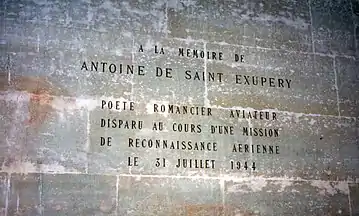 A LA MEMOIRE DE
ANTOINE DE SAINT EXUPERY
POETE ROMANCIER AVIATEUR
DISPARU AU COURS D'UNE MISSION
DE RECONNAISSANCE AERIENNE
LE 31 JUILLET 1944